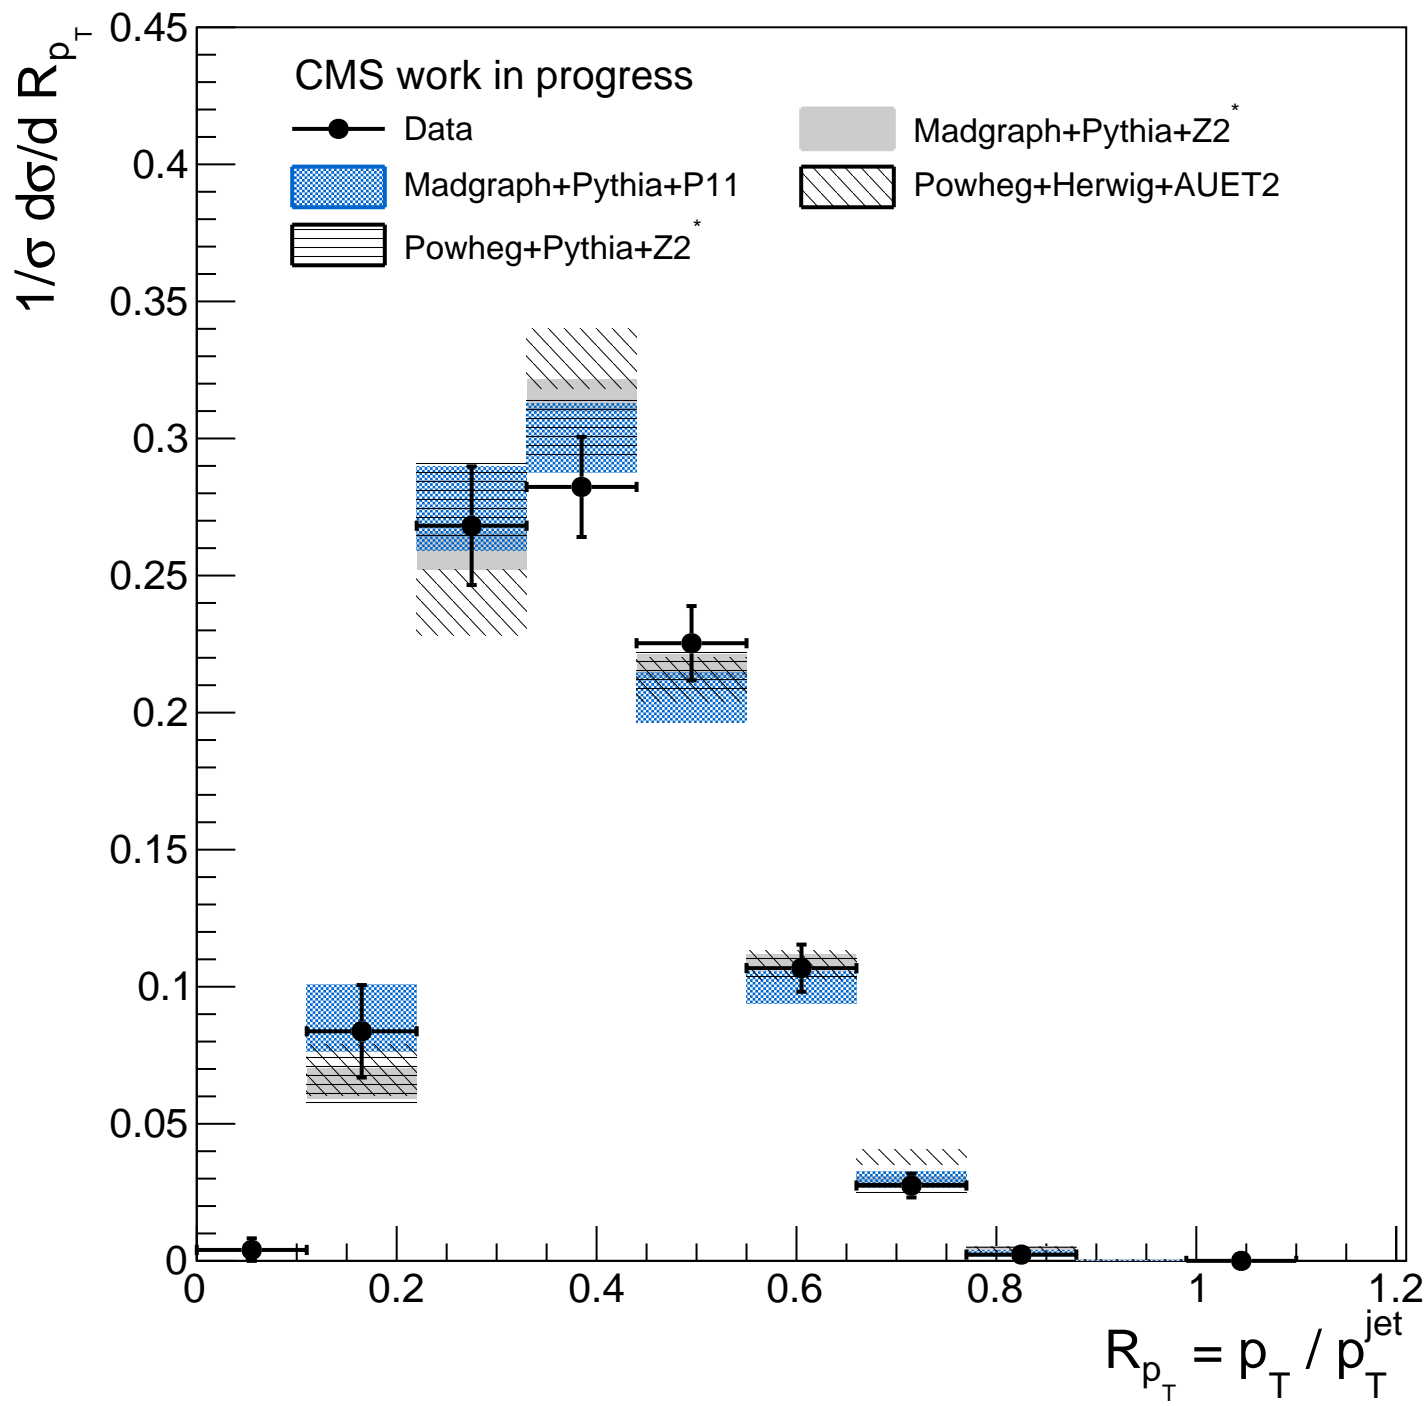 1/σ dσ/d R_p_T
CMS work in progress
Data
Madgraph+Pythia+P11
Powheg+Pythia+Z2*
Madgraph+Pythia+Z2*
Powheg+Herwig+AUET2
0.45
0.4
0.35
0.3
0.25
0.2
0.15
0.1
0.05
0
0 0.2 0.4 0.6 0.8 1 1.2
R_p_T = p_T / p_T^jet